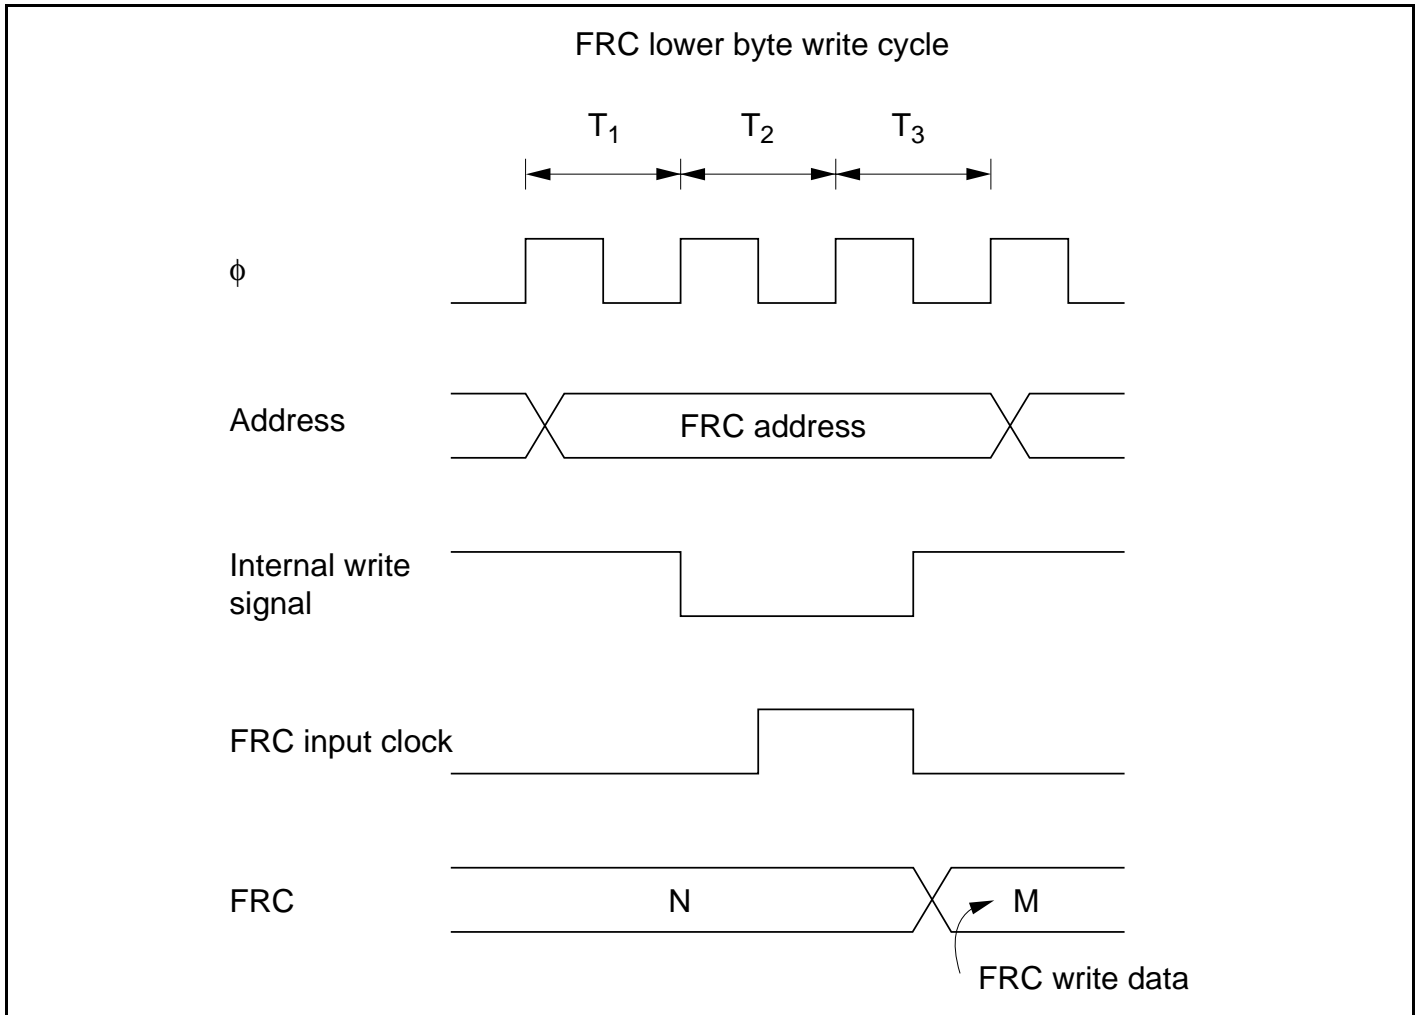 FRC lower byte write cycle
T1 T2 T3
ϕ
Address
FRC address
Internal write
signal
FRC input clock
FRC
N
M
FRC write data